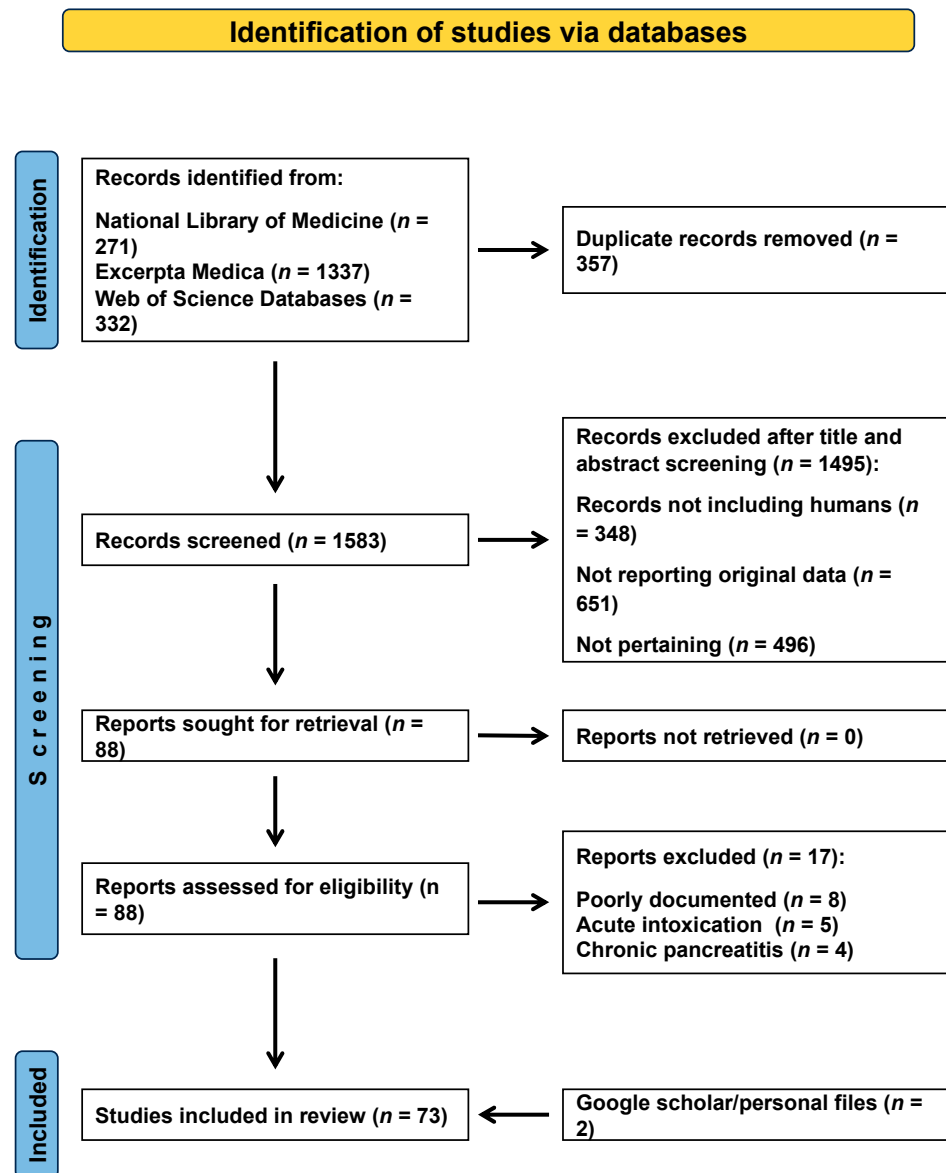 Identification of studies via databases
Identification
Records identified from:
National Library of Medicine (n =
271)
Excerpta Medica (n = 1337)
Web of Science Databases (n =
332)
Duplicate records removed (n =
357)
Screening
Records screened (n = 1583)
Records excluded after title and
abstract screening (n = 1495):
Records not including humans (n
= 348)
Not reporting original data (n =
651)
Not pertaining (n = 496)
Reports sought for retrieval (n =
88)
Reports not retrieved (n = 0)
Reports assessed for eligibility (n
= 88)
Reports excluded (n = 17):
Poorly documented (n = 8)
Acute intoxication (n = 5)
Chronic pancreatitis (n = 4)
Included
Studies included in review (n = 73)
Google scholar/personal files (n =
2)